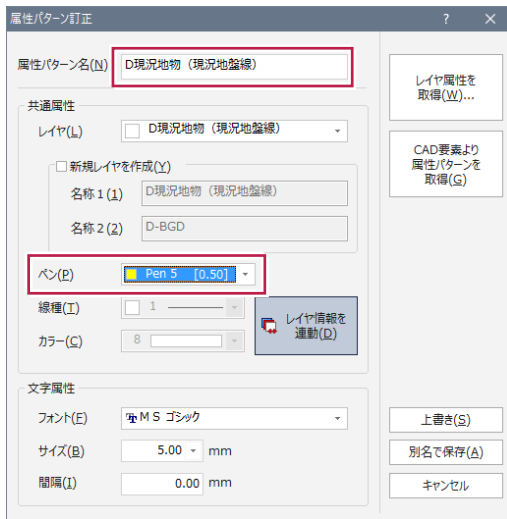 属性パターン訂正 ? ×
属性パターン名(N) D現況地物（現況地盤線）
共通属性
レイヤ(L) D現況地物（現況地盤線）
新規レイヤを作成(Y)
名称1(1) D現況地物（現況地盤線）
名称2(2) D-BGD
ペン(P) Pen 5 [0.50]
線種(T) 1
カラー(C) 8
レイヤ情報を
連動(D)
文字属性
フォント(F) ＭＳ ゴシック
サイズ(B) 5.00 mm
間隔(I) 0.00 mm
レイヤ属性を
取得(W)...
CAD要素より
属性パターンを
取得(G)
上書き(S)
別名で保存(A)
キャンセル